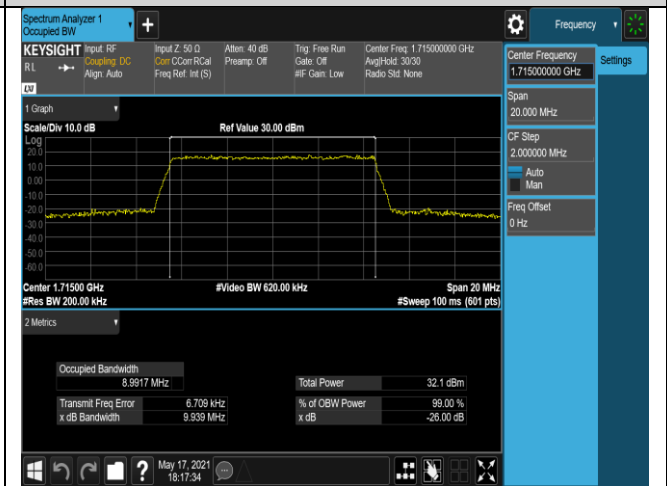 Spectrum Analyzer 1
Occupied BW
+
Frequency
KEYSIGHT Input: RF Input Z: 50 Ω Atten: 40 dB Trig: Free Run Center Freq: 1.715000000 GHz
RL Coupling: DC Corr CCorr RCal Preamp: Off Gate: Off Avg|Hold: 30/30
Align: Auto Freq Ref: Int (S) #IF Gain: Low Radio Std: None
LXI
Center Frequency
1.715000000 GHz
Settings
Span
20.000 MHz
CF Step
2.000000 MHz
Auto
Man
Freq Offset
0 Hz
1 Graph
Scale/Div 10.0 dB Ref Value 30.00 dBm
Log
20.0
10.0
0.00
-10.0
-20.0
-30.0
-40.0
-50.0
-60.0
Center 1.71500 GHz #Video BW 620.00 kHz Span 20 MHz
#Res BW 200.00 kHz #Sweep 100 ms (601 pts)
2 Metrics
Occupied Bandwidth
8.9917 MHz Total Power 32.1 dBm
Transmit Freq Error 6.709 kHz % of OBW Power 99.00 %
x dB Bandwidth 9.939 MHz x dB -26.00 dB
? May 17, 2021
18:17:34